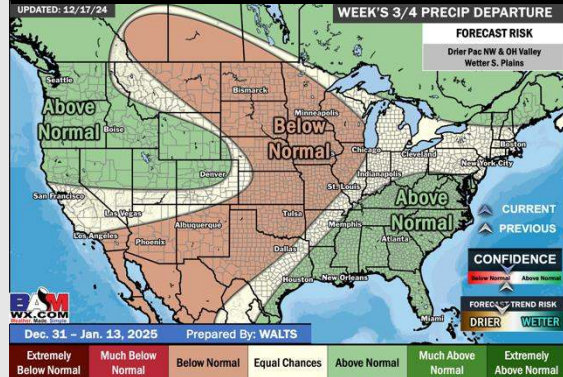 UPDATED: 12/17/24
WEEK'S 3/4 PRECIP DEPARTURE
FORECAST RISK
Drier Pac NW & OH Valley
Wetter S. Plains
Seattle
Above
Normal
Boise
Bismarck
Minneapolis
Below
Normal
Chicago
Cleveland
Boston
New York City
Indianapolis
Denver
St. Louis
San Francisco
Las Vegas
Los Angeles
Albuquerque
Phoenix
Tulsa
Memphis
Above
Normal
Atlanta
Dallas
Houston
New Orleans
Miami
CURRENT
PREVIOUS
CONFIDENCE
Below Normal
Above Normal
FORECAST TREND RISK
DRIER
WETTER
BAM
WX.COM
Weather. Made. Simple.
Dec. 31 – Jan. 13, 2025
Prepared By: WALTS
Extremely
Below Normal
Much Below
Normal
Below Normal
Equal Chances
Above Normal
Much Above
Normal
Extremely
Above Normal